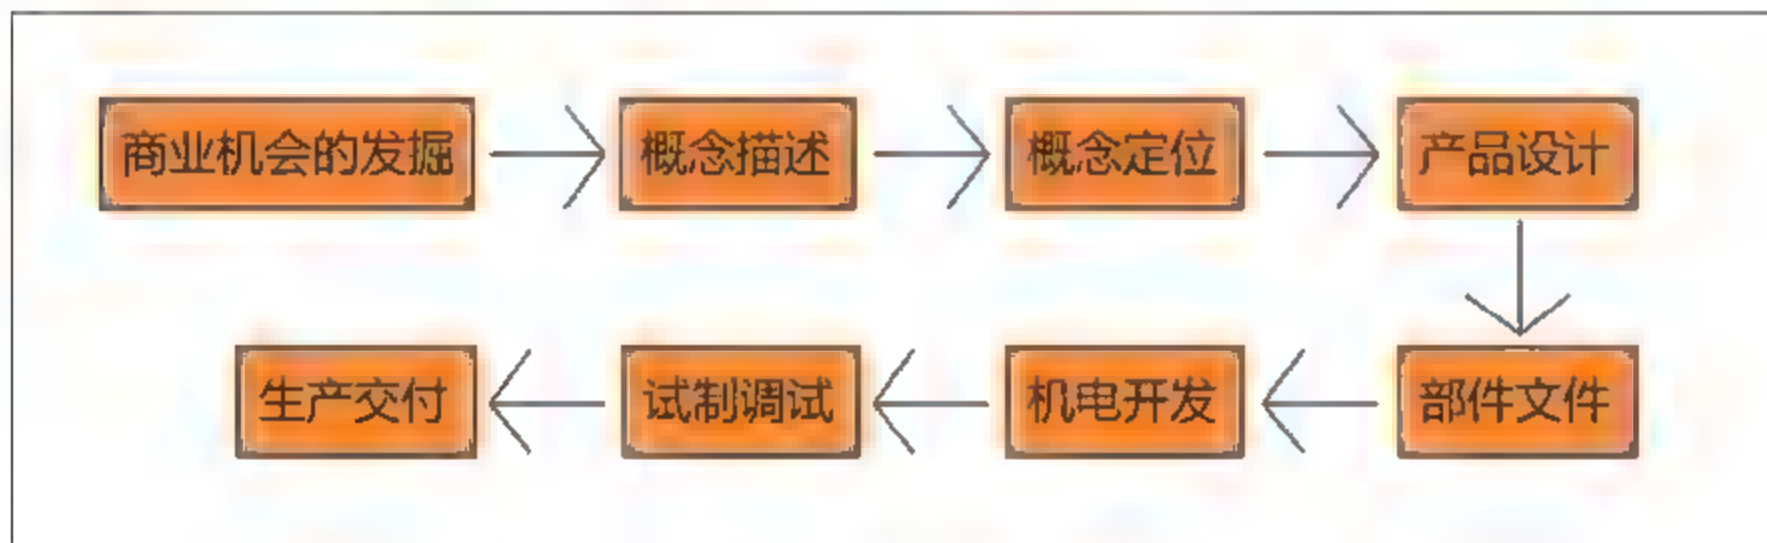 商业机会的发掘
概念描述
概念定位
产品设计
部件文件
机电开发
试制调试
生产交付